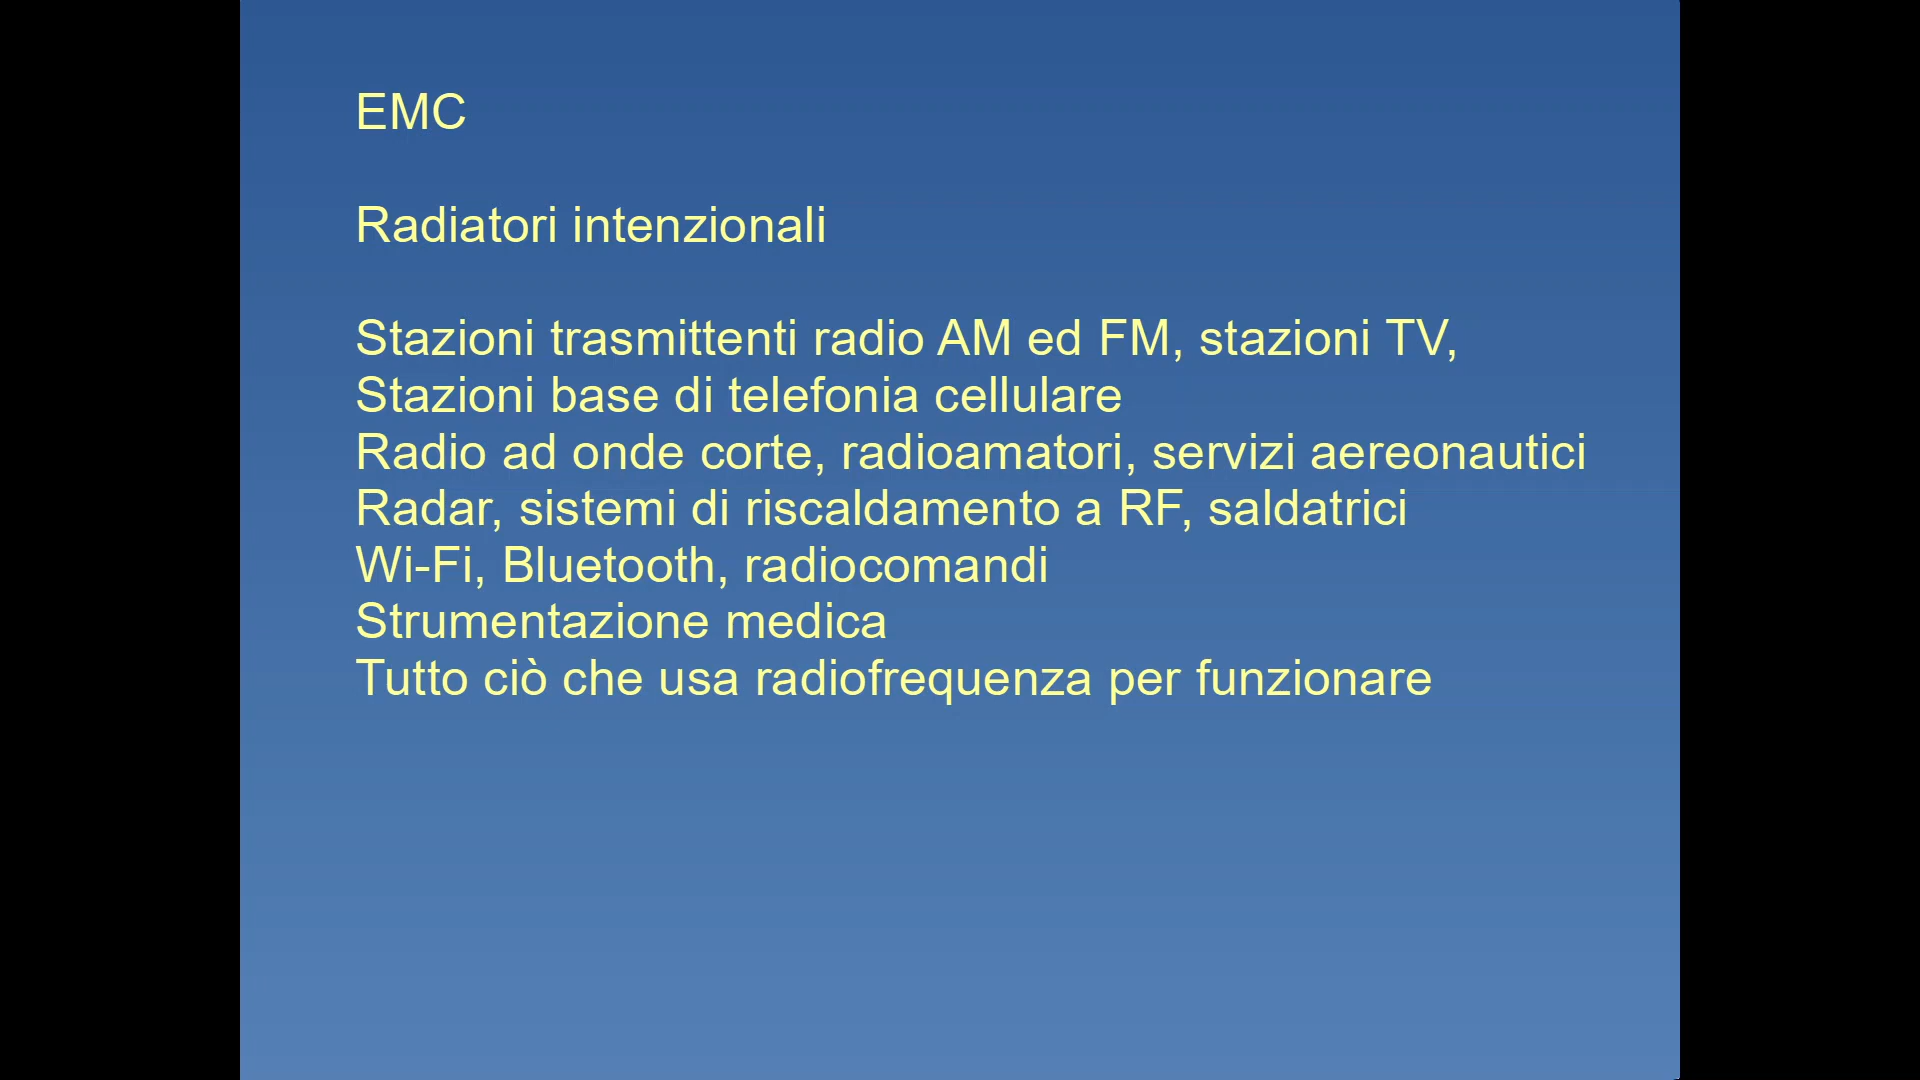 EMC
Radiatori intenzionali
Stazioni trasmittenti radio AM ed FM, stazioni TV,
Stazioni base di telefonia cellulare
Radio ad onde corte, radioamatori, servizi aereonautici
Radar, sistemi di riscaldamento a RF, saldatrici
Wi-Fi, Bluetooth, radiocomandi
Strumentazione medica
Tutto ciò che usa radiofrequenza per funzionare